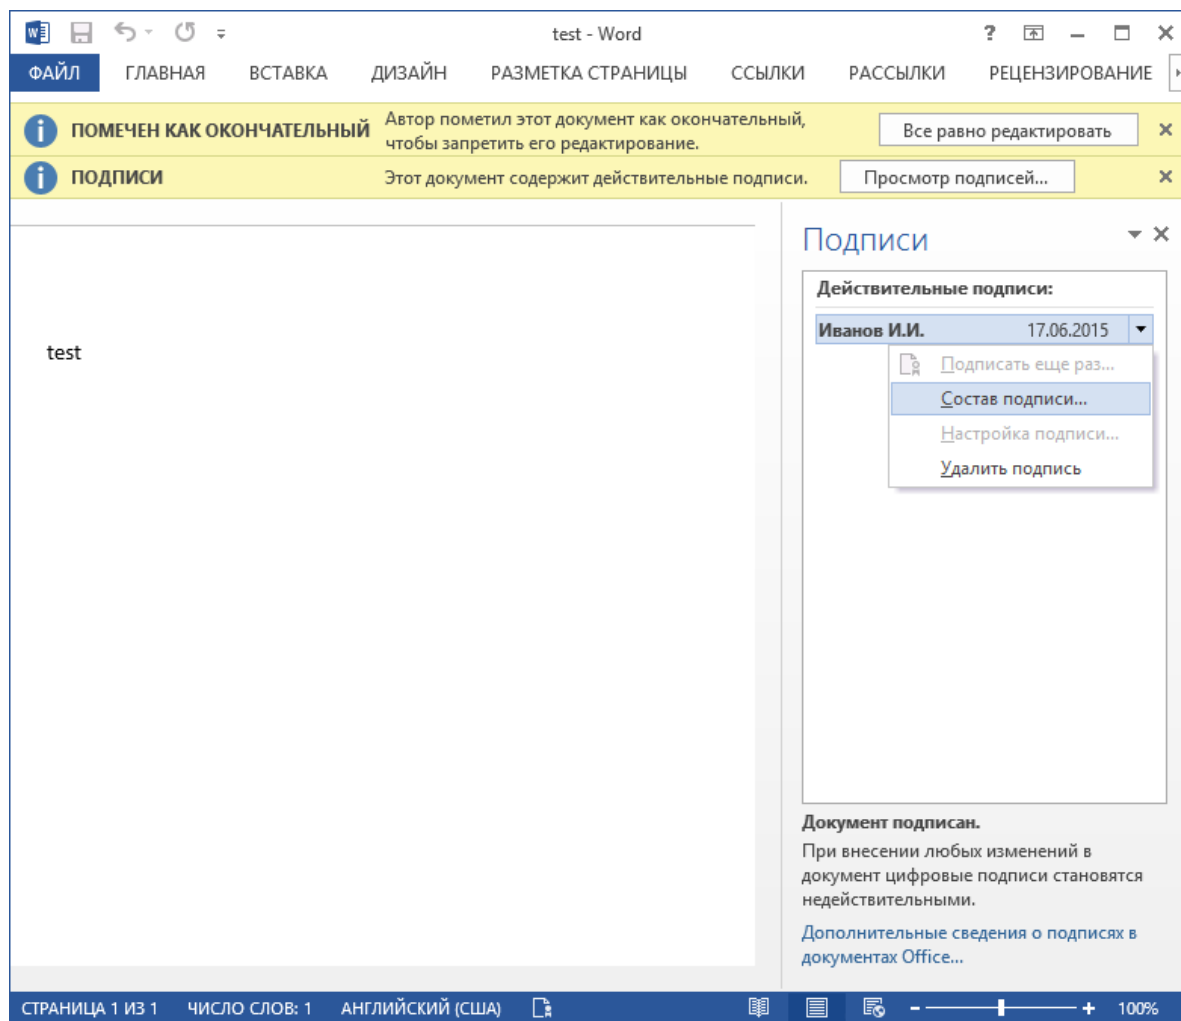 test - Word
ФАЙЛ ГЛАВНАЯ ВСТАВКА ДИЗАЙН РАЗМЕТКА СТРАНИЦЫ ССЫЛКИ РАССЫЛКИ РЕЦЕНЗИРОВАНИЕ
ПОМЕЧЕН КАК ОКОНЧАТЕЛЬНЫЙ Автор пометил этот документ как окончательный, Все равно редактировать
чтобы запретить его редактирование.
ПОДПИСИ Этот документ содержит действительные подписи. Просмотр подписей...
Подписи
Действительные подписи:
Иванов И.И. 17.06.2015
test
Подписать еще раз...
Состав подписи...
Настройка подписи...
Удалить подпись
Документ подписан.
При внесении любых изменений в
документ цифровые подписи становятся
недействительными.
Дополнительные сведения о подписях в
документах Office...
СТРАНИЦА 1 ИЗ 1 ЧИСЛО СЛОВ: 1 АНГЛИЙСКИЙ (США) 100%